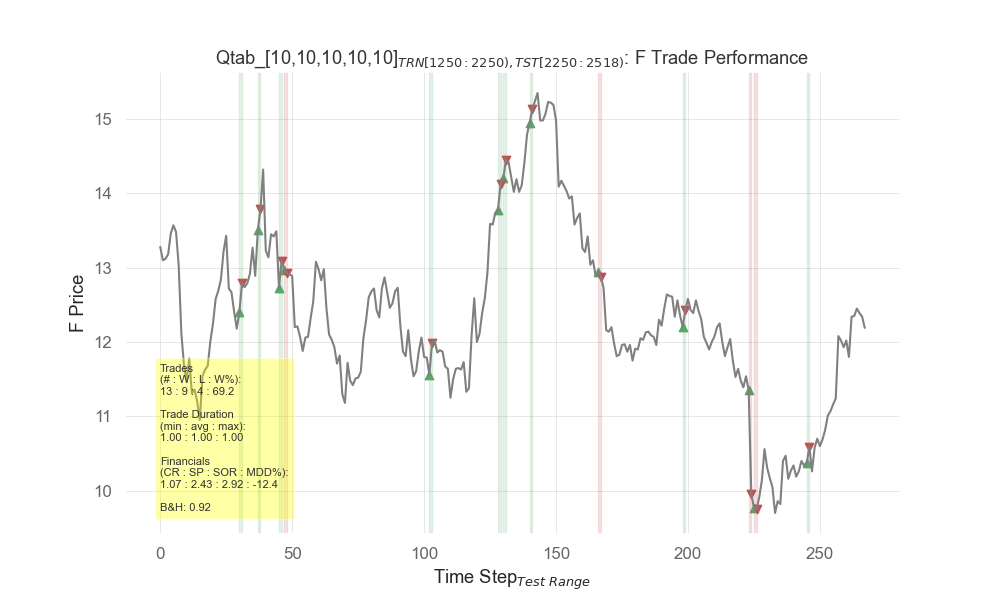 Qtab_[10,10,10,10,10]TRN[1250:2250),TST[2250:2518): F Trade Performance
15
14
13
12
11
10
F Price
Trades
(# : W : L : W%):
13 : 9 : 4 : 69.2
Trade Duration
(min : avg : max):
1.00 : 1.00 : 1.00
Financials
(CR : SP : SOR : MDD%):
1.07 : 2.43 : 2.92 : -12.4
B&H: 0.92
0 50 100 150 200 250
Time StepTest Range